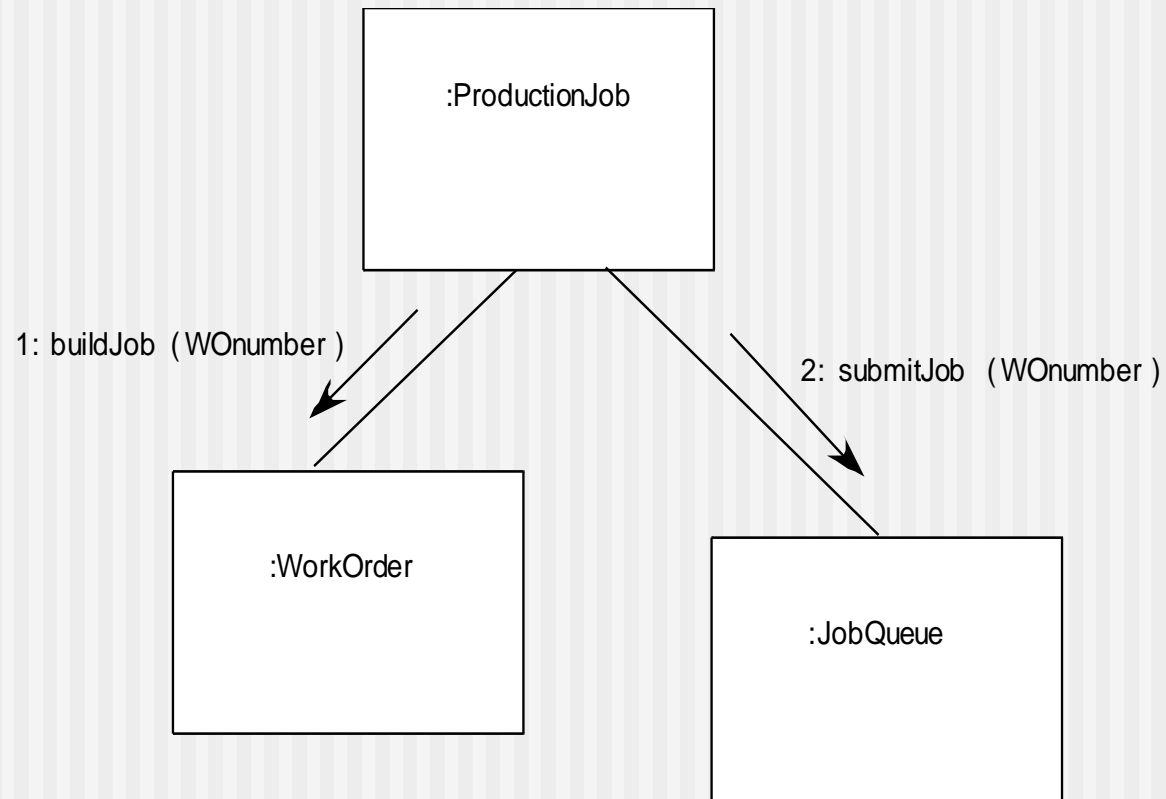 :ProductionJob
1: buildJob (WOnumber)
2: submitJob (WOnumber)
:WorkOrder
:JobQueue